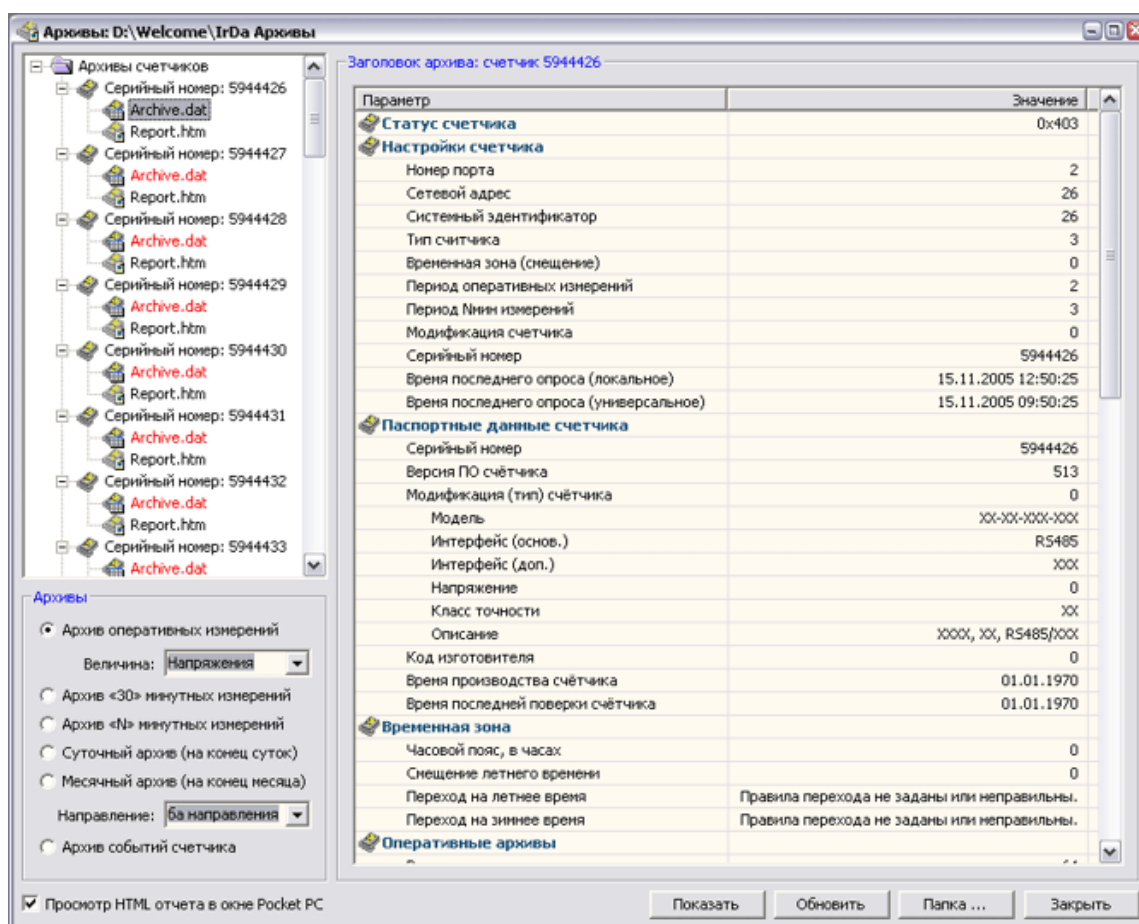 Архивы: D:\Welcome\IrDa Архивы
Архивы счетчиков
Серийный номер: 5944426
Archive.dat
Report.htm
Серийный номер: 5944427
Archive.dat
Report.htm
Серийный номер: 5944428
Archive.dat
Report.htm
Серийный номер: 5944429
Archive.dat
Report.htm
Серийный номер: 5944430
Archive.dat
Report.htm
Серийный номер: 5944431
Archive.dat
Report.htm
Серийный номер: 5944432
Archive.dat
Report.htm
Серийный номер: 5944433
Archive.dat
Архивы
Архив оперативных измерений
Величина: Напряжения
Архив «30» минутных измерений
Архив «N» минутных измерений
Суточный архив (на конец суток)
Месячный архив (на конец месяца)
Направление: ба направления
Архив событий счетчика
Заголовок архива: счетчик 5944426
Параметр Значение
Статус счетчика 0x403
Настройки счетчика
Номер порта 2
Сетевой адрес 26
Системный эдентификатор 26
Тип считчика 3
Временная зона (смещение) 0
Период оперативных измерений 2
Период Nмин измерений 3
Модификация счетчика 0
Серийный номер 5944426
Время последнего опроса (локальное) 15.11.2005 12:50:25
Время последнего опроса (универсальное) 15.11.2005 09:50:25
Паспортные данные счетчика
Серийный номер 5944426
Версия ПО счётчика 513
Модификация (тип) счётчика 0
Модель XX-XX-XXX-XXX
Интерфейс (основ.) RS485
Интерфейс (доп.) XXX
Напряжение 0
Класс точности XX
Описание XXXX, XX, RS485/XXX
Код изготовителя 0
Время производства счётчика 01.01.1970
Время последней поверки счётчика 01.01.1970
Временная зона
Часовой пояс, в часах 0
Смещение летнего времени 0
Переход на летнее время Правила перехода не заданы или неправильны.
Переход на зимнее время Правила перехода не заданы или неправильны.
Оперативные архивы
Просмотр HTML отчета в окне Pocket PC
Показать Обновить Папка ... Закрыть